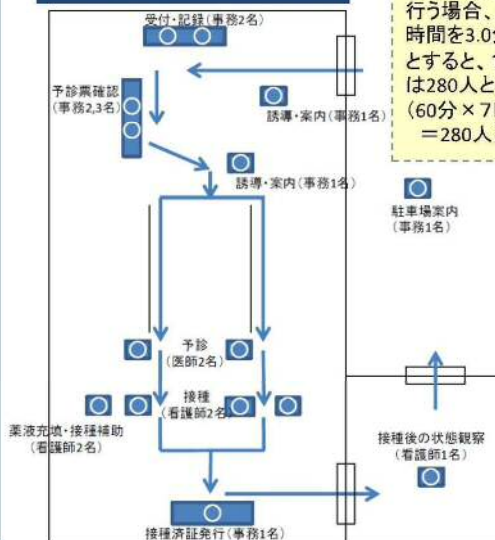 行う場合、
時間を3.0分
とすると、1
は280人と
(60分×7
＝280人
受付・記録(事務2名)
予診票確認
(事務2,3名)
誘導・案内(事務1名)
誘導・案内(事務1名)
駐車場案内
(事務1名)
予診
(医師2名)
接種
(看護師2名)
薬液充填・接種補助
(看護師2名)
接種後の状態観察
(看護師1名)
接種済証発行(事務1名)